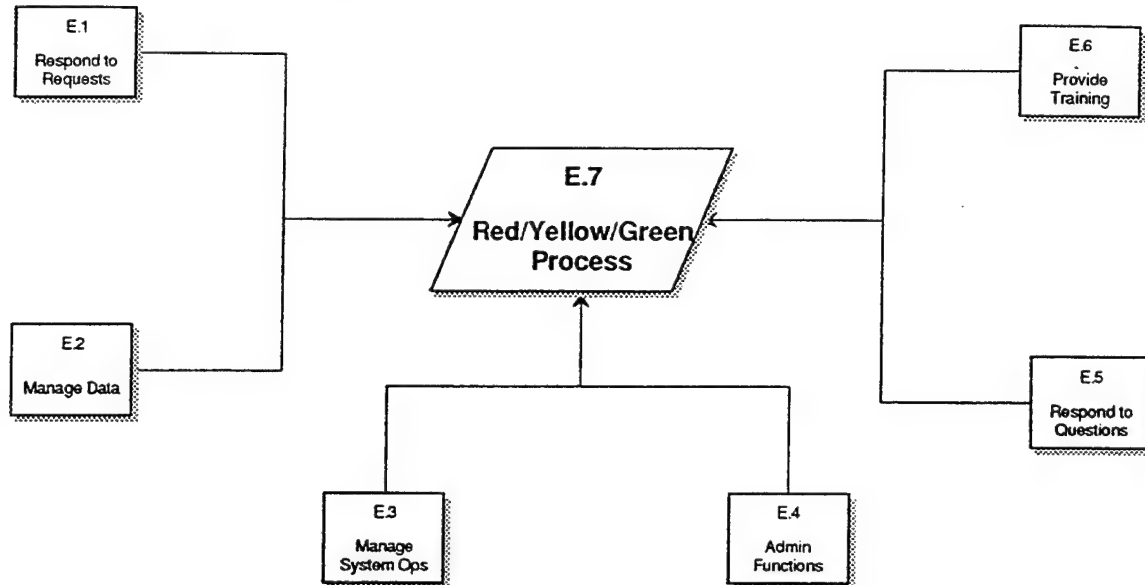 E.1
Respond to
Requests
E.6
Provide
Training
E.7
Red/Yellow/Green
Process
E.2
Manage Data
E.5
Respond to
Questions
E.3
Manage
System Ops
E.4
Admin
Functions